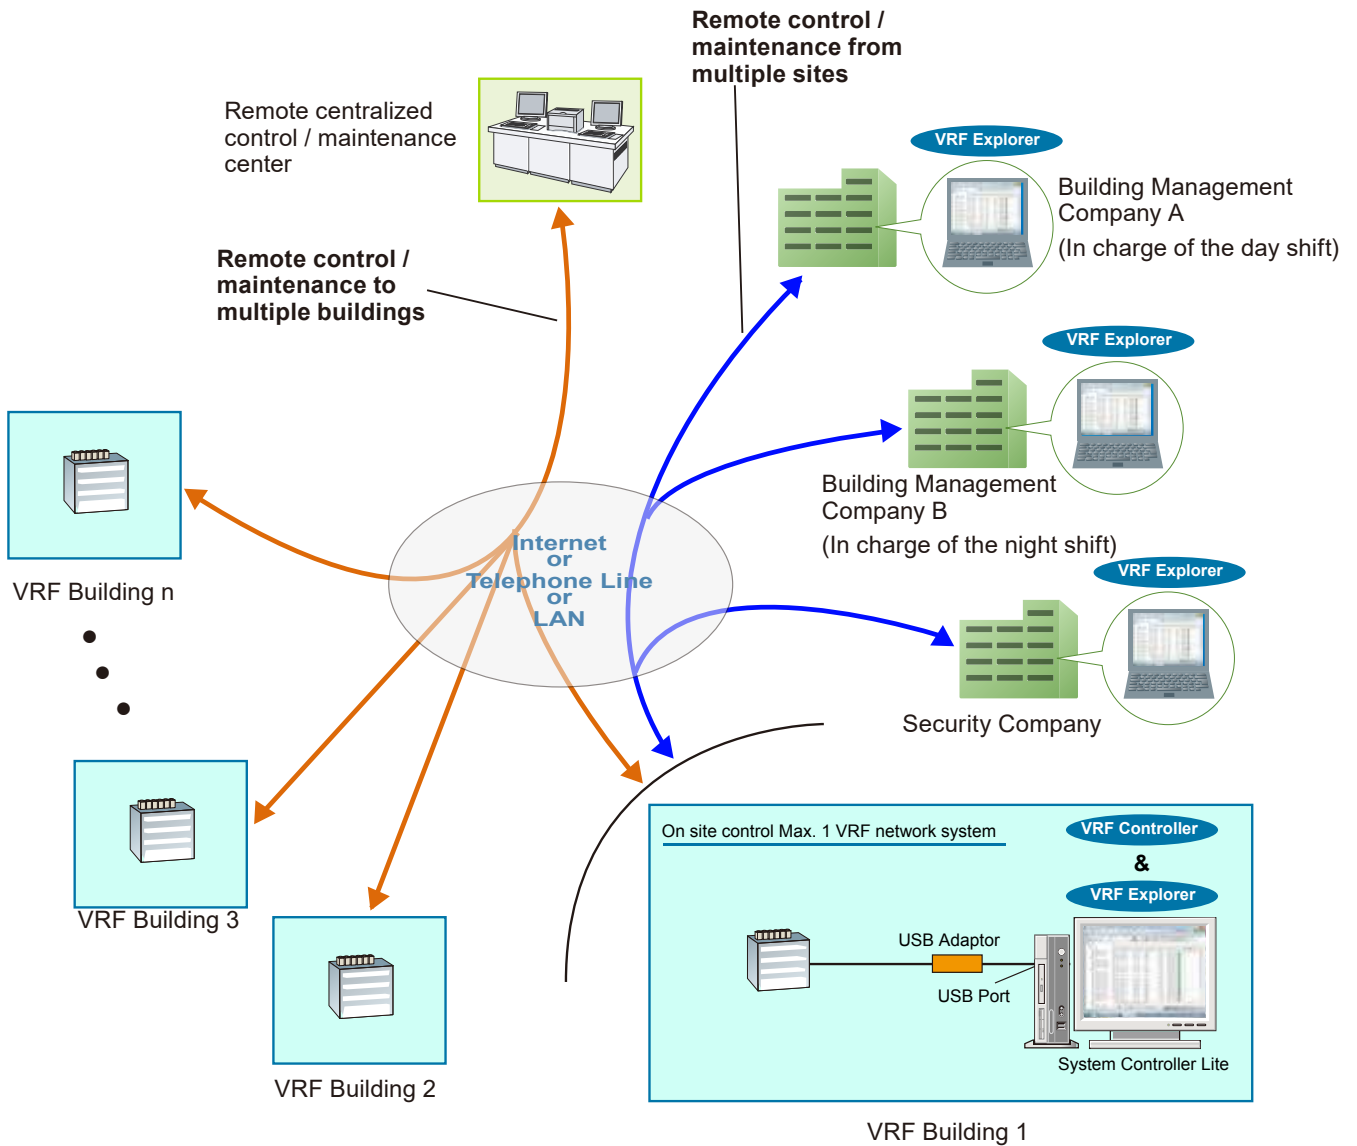 Remote control /
maintenance from
multiple sites
Remote centralized
control / maintenance
center
VRF Explorer
Building Management
Company A
(In charge of the day shift)
Remote control /
maintenance to
multiple buildings
VRF Explorer
Building Management
Company B
(In charge of the night shift)
Internet
or
Telephone Line
or
LAN
VRF Explorer
VRF Building n
Security Company
On site control Max. 1 VRF network system
VRF Controller
&
VRF Explorer
VRF Building 3
USB Adaptor
USB Port
System Controller Lite
VRF Building 2
VRF Building 1